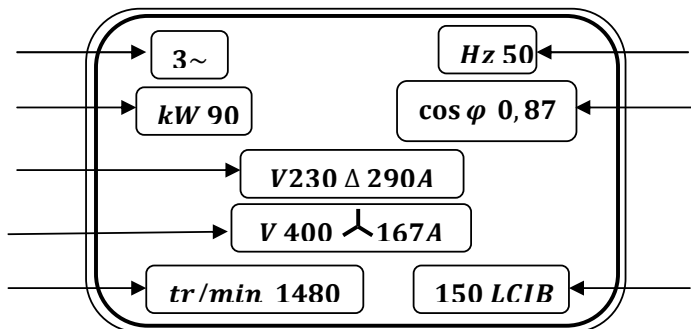 3~
Hz 50
kW 90
cos φ 0,87
V230 Δ 290A
V 400 167A
tr/min 1480
150 LCIB